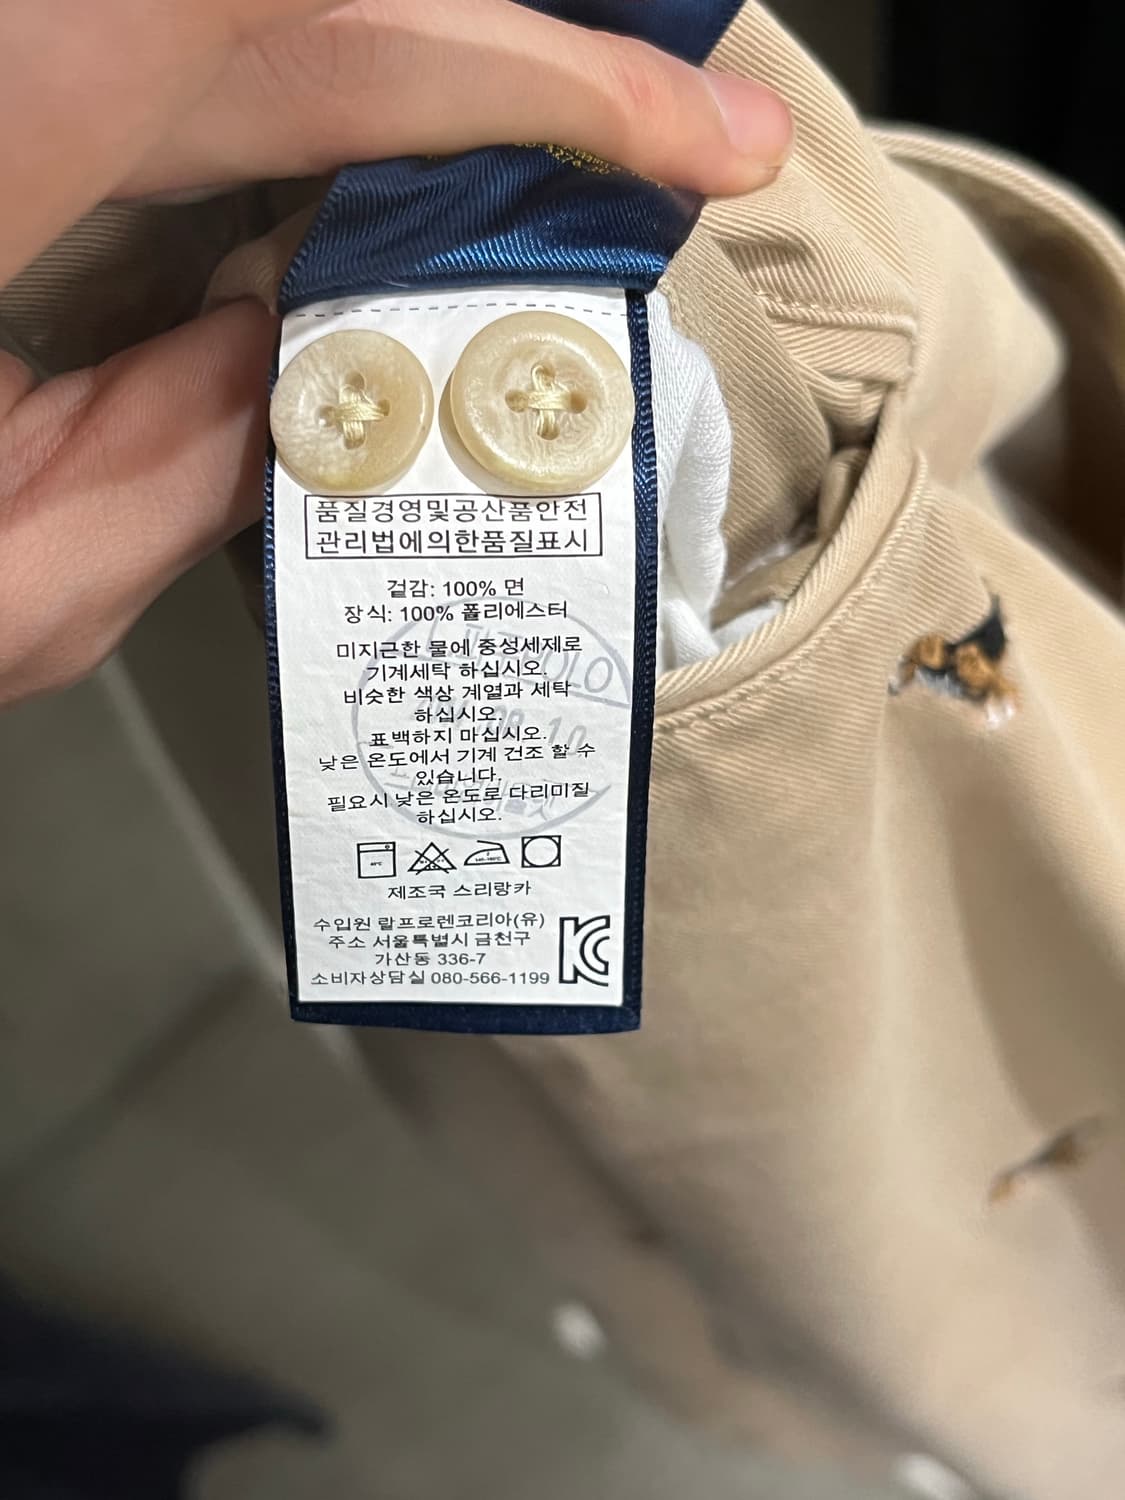 품질경영및공산품안전
관리법에의한품질표시
겉감: 100% 면
장식: 100% 폴리에스터
미지근한 물에 중성세제로
기계세탁 하십시오.
비슷한 색상 계열과 세탁
하십시오.
표백하지 마십시오.
낮은 온도에서 기계 건조 할 수
있습니다.
필요시 낮은 온도로 다리미질
하십시오.
제조국 스리랑카
수입원 랄프로렌코리아(유)
주소 서울특별시 금천구
가산동 336-7
소비자상담실 080-566-1199